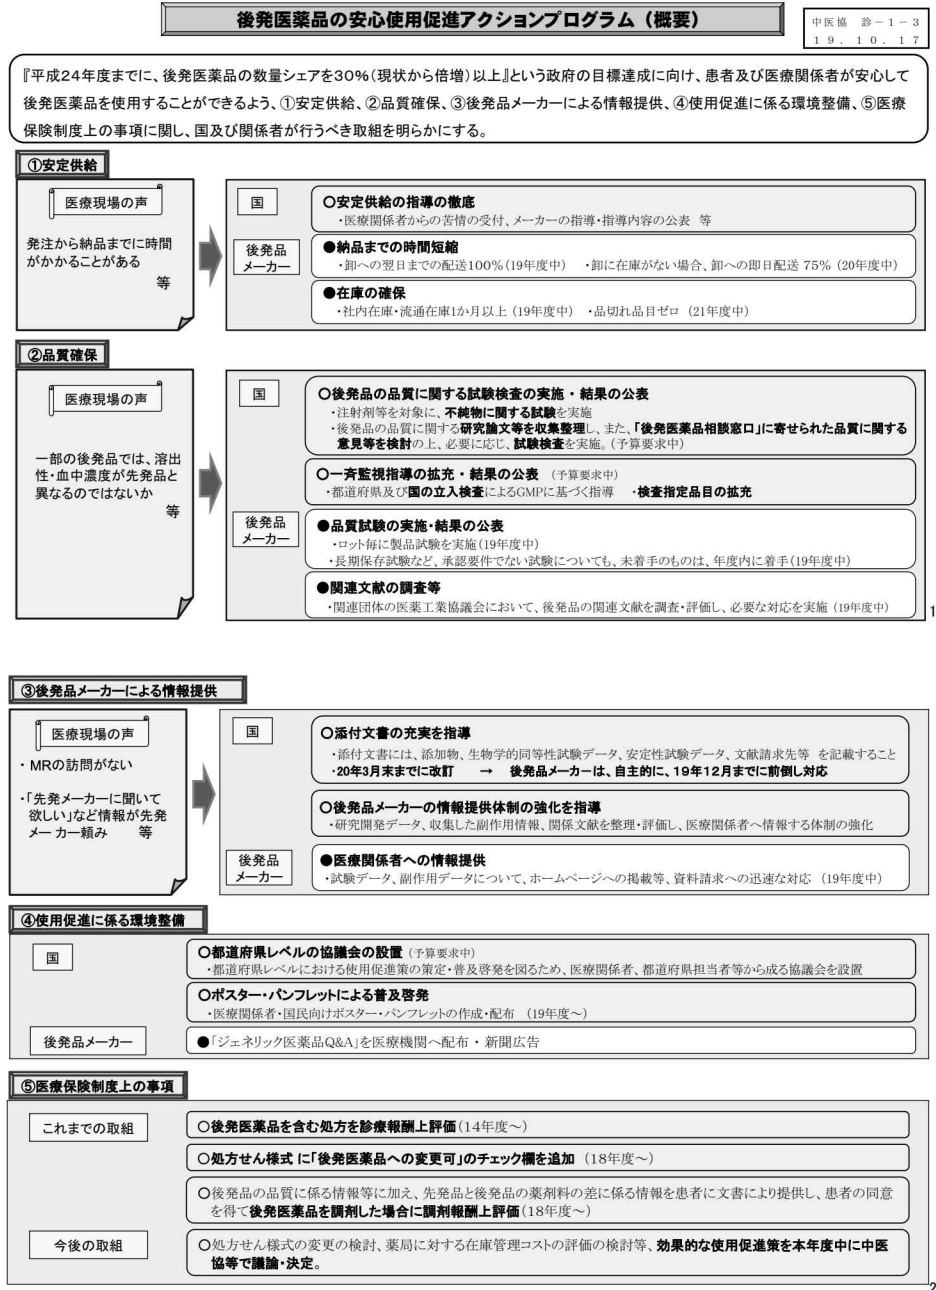 後発医薬品の安心使用促進アクションプログラム（概要）
中医協　診－１－３
１９．１０．１７
『平成24年度までに、後発医薬品の数量シェアを30%（現状から倍増）以上』という政府の目標達成に向け、患者及び医療関係者が安心して
後発医薬品を使用することができるよう、①安定供給、②品質確保、③後発品メーカーによる情報提供、④使用促進に係る環境整備、⑤医療
保険制度上の事項に関し、国及び関係者が行うべき取組を明らかにする。
①安定供給
医療現場の声
発注から納品までに時間
がかかることがある
等
国
○安定供給の指導の徹底
・医療関係者からの苦情の受付、メーカーの指導・指導内容の公表　等
後発品
メーカー
●納品までの時間短縮
・卸への翌日までの配送100%（19年度中）　・卸に在庫がない場合、卸への即日配送 75%（20年度中）
●在庫の確保
・社内在庫・流通在庫1か月以上（19年度中）　・品切れ品目ゼロ （21年度中）
②品質確保
医療現場の声
一部の後発品では、溶出
性・血中濃度が先発品と
異なるのではないか
等
国
○後発品の品質に関する試験検査の実施・結果の公表
・注射剤等を対象に、不純物に関する試験を実施
・後発品の品質に関する研究論文等を収集整理し、また、「後発医薬品相談窓口」に寄せられた品質に関する
意見等を検討の上、必要に応じ、試験検査を実施。（予算要求中）
○一斉監視指導の拡充・結果の公表 （予算要求中）
・都道府県及び国の立入検査によるGMPに基づく指導　・検査指定品目の拡充
後発品
メーカー
●品質試験の実施・結果の公表
・ロット毎に製品試験を実施（19年度中）
・長期保存試験など、承認要件でない試験についても、未着手のものは、年度内に着手（19年度中）
●関連文献の調査等
・関連団体の医薬工業協議会において、後発品の関連文献を調査・評価し、必要な対応を実施（19年度中）
1
③後発品メーカーによる情報提供
医療現場の声
・ MRの訪問がない
・「先発メーカーに聞いて
欲しい」など情報が先発
メー カー頼み　　等
国
○添付文書の充実を指導
・添付文書には、添加物、生物学的同等性試験データ、安定性試験データ、文献請求先等 を記載すること
・20年3月末までに改訂　→　後発品メーカーは、自主的に、19年12月までに前倒し対応
○後発品メーカーの情報提供体制の強化を指導
・研究開発データ、収集した副作用情報、関係文献を整理・評価し、医療関係者へ情報する体制の強化
後発品
メーカー
●医療関係者への情報提供
・試験データ、副作用データについて、ホームページへの掲載等、資料請求への迅速な対応 （19年度中）
④使用促進に係る環境整備
国
○都道府県レベルの協議会の設置（予算要求中）
・都道府県レベルにおける使用促進策の策定・普及啓発を図るため、医療関係者、都道府県担当者等から成る協議会を設置
○ポスター・パンフレットによる普及啓発
・医療関係者・国民向けポスター・パンフレットの作成・配布 （19年度～）
後発品メーカー
●「ジェネリック医薬品Q&A」を医療機関へ配布・新聞広告
⑤医療保険制度上の事項
これまでの取組
○後発医薬品を含む処方を診療報酬上評価（14年度～）
○処方せん様式 に「後発医薬品への変更可」のチェック欄を追加 （18年度～）
○後発品の品質に係る情報等に加え、先発品と後発品の薬剤料の差に係る情報を患者に文書により提供し、患者の同意
を得て後発医薬品を調剤した場合に調剤報酬上評価（18年度～）
今後の取組
○処方せん様式の変更の検討、薬局に対する在庫管理コストの評価の検討等、効果的な使用促進策を本年度中に中医
協等で議論・決定。
2